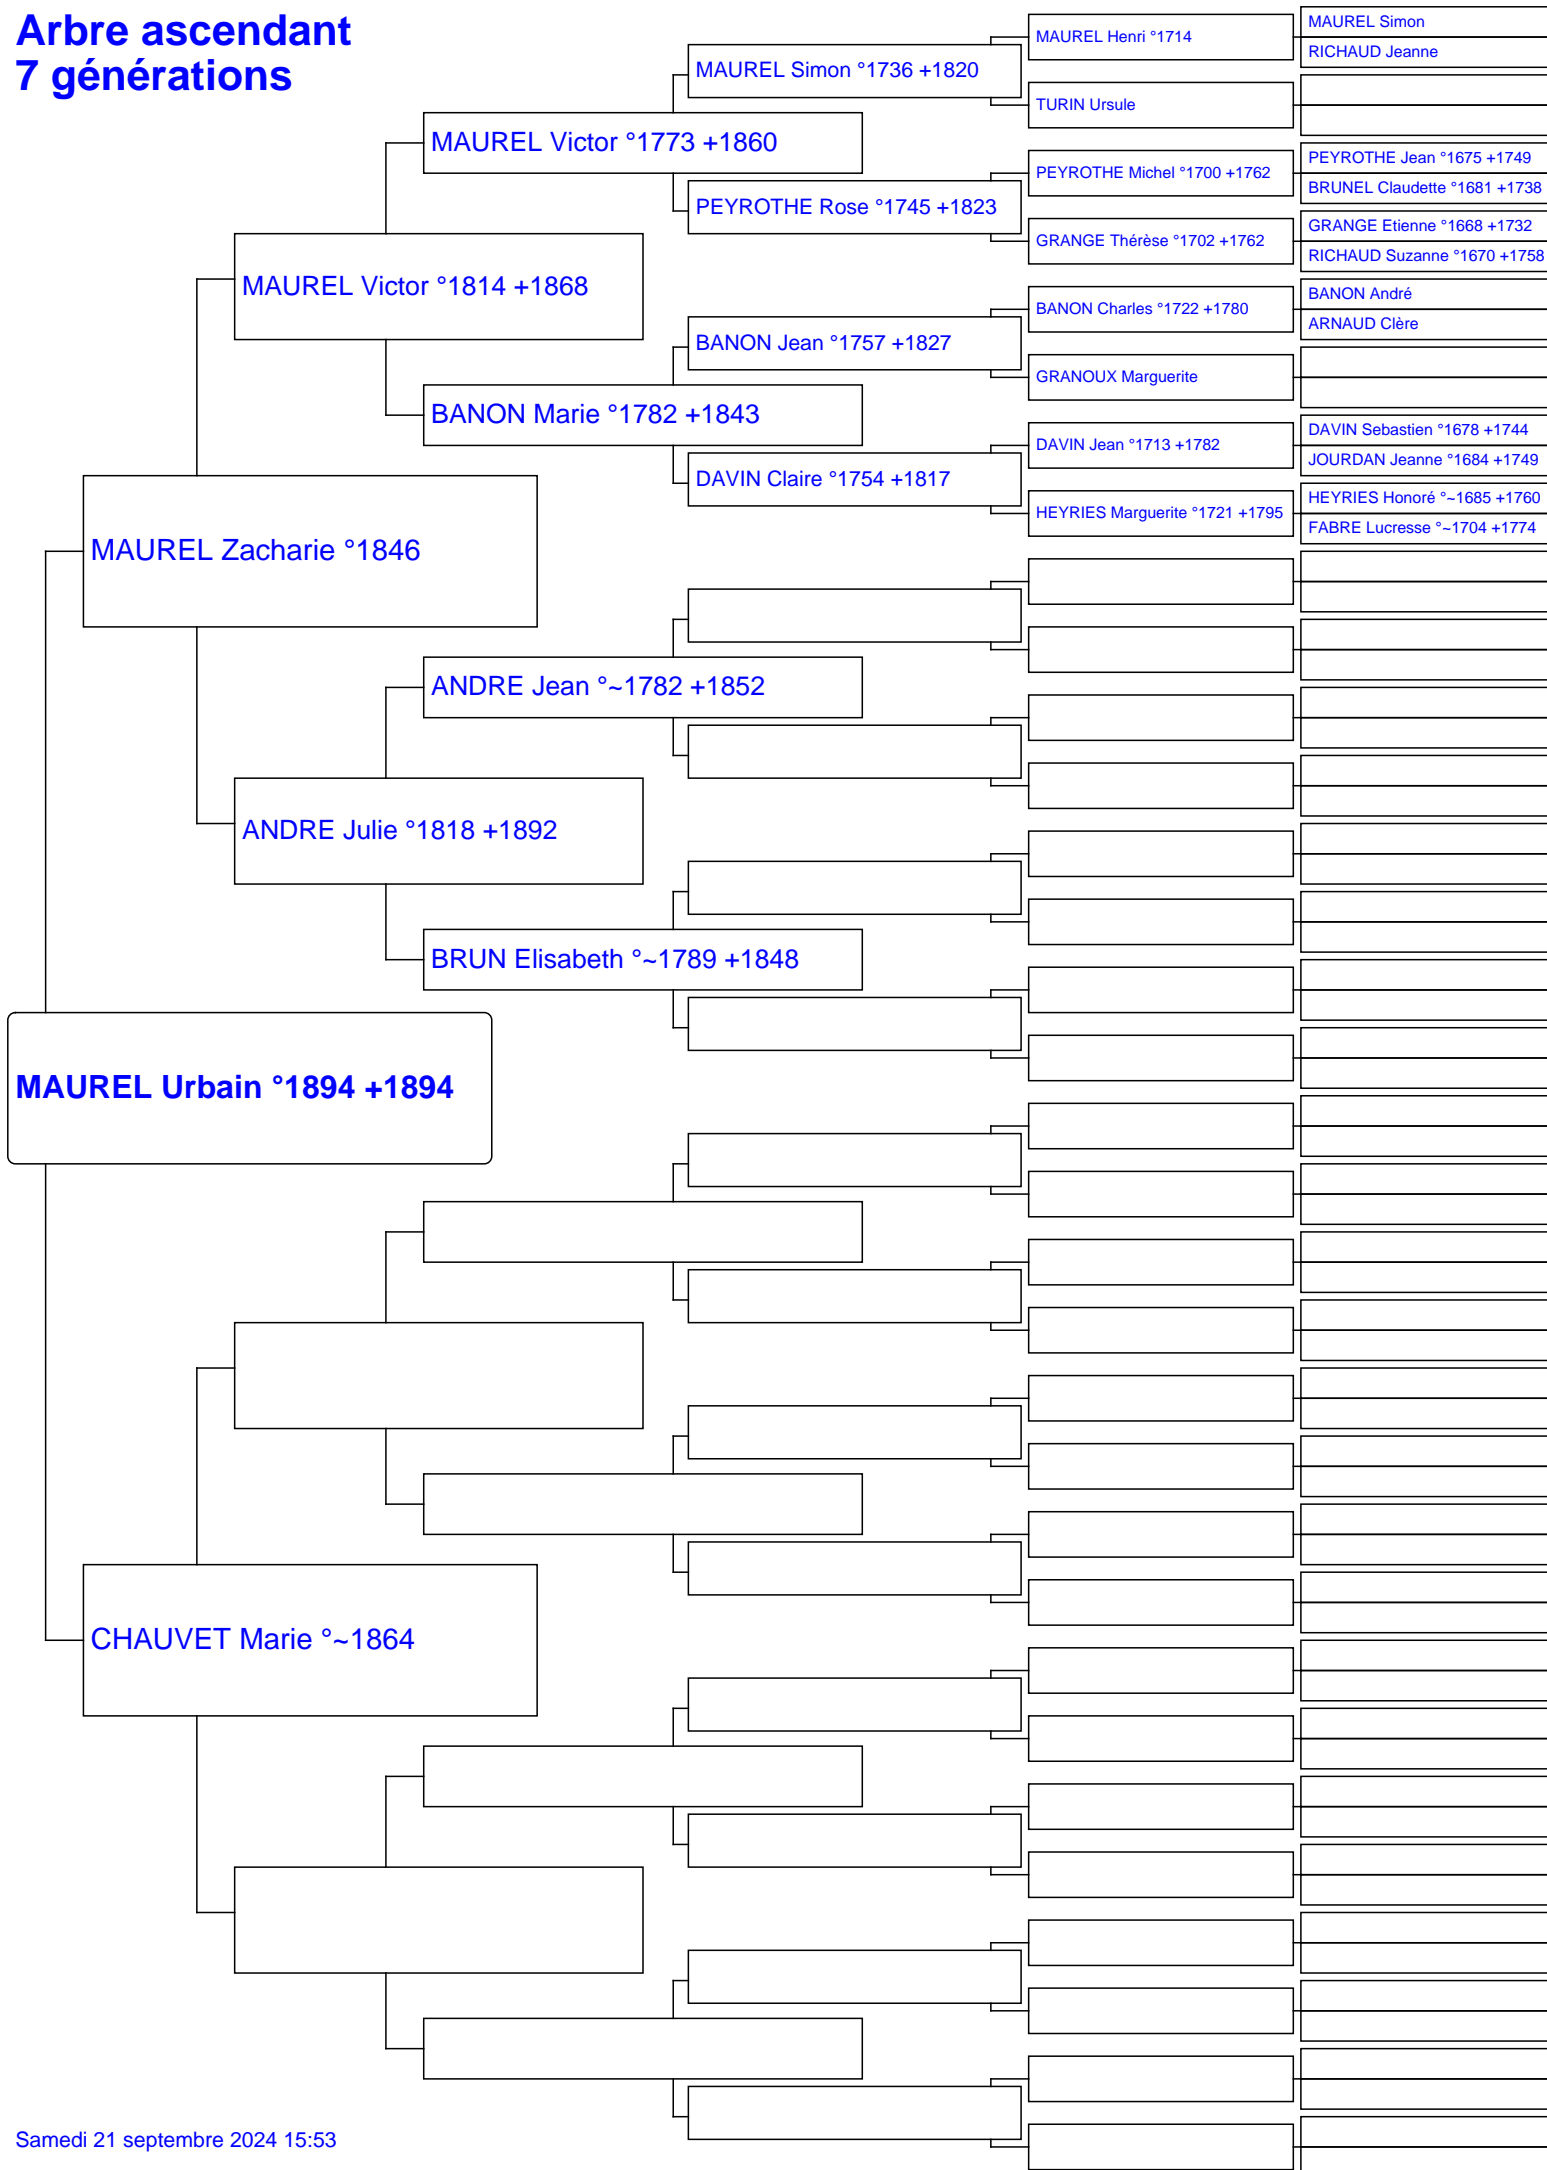 Arbre ascendant
7 générations
MAUREL Simon
RICHAUD Jeanne
MAUREL Henri °1714
MAUREL Simon °1736 +1820
TURIN Ursule
MAUREL Victor °1773 +1860
PEYROTHE Jean °1675 +1749
PEYROTHE Michel °1700 +1762
BRUNEL Claudette °1681 +1738
PEYROTHE Rose °1745 +1823
GRANGE Etienne °1668 +1732
GRANGE Thérèse °1702 +1762
RICHAUD Suzanne °1670 +1758
MAUREL Victor °1814 +1868
BANON André
BANON Charles °1722 +1780
ARNAUD Clère
BANON Jean °1757 +1827
GRANOUX Marguerite
BANON Marie °1782 +1843
DAVIN Sebastien °1678 +1744
DAVIN Jean °1713 +1782
JOURDAN Jeanne °1684 +1749
DAVIN Claire °1754 +1817
HEYRIES Honoré °~1685 +1760
HEYRIES Marguerite °1721 +1795
FABRE Lucresse °~1704 +1774
MAUREL Zacharie °1846
ANDRE Jean °~1782 +1852
ANDRE Julie °1818 +1892
BRUN Elisabeth °~1789 +1848
MAUREL Urbain °1894 +1894
CHAUVET Marie °~1864
Samedi 21 septembre 2024 15:53